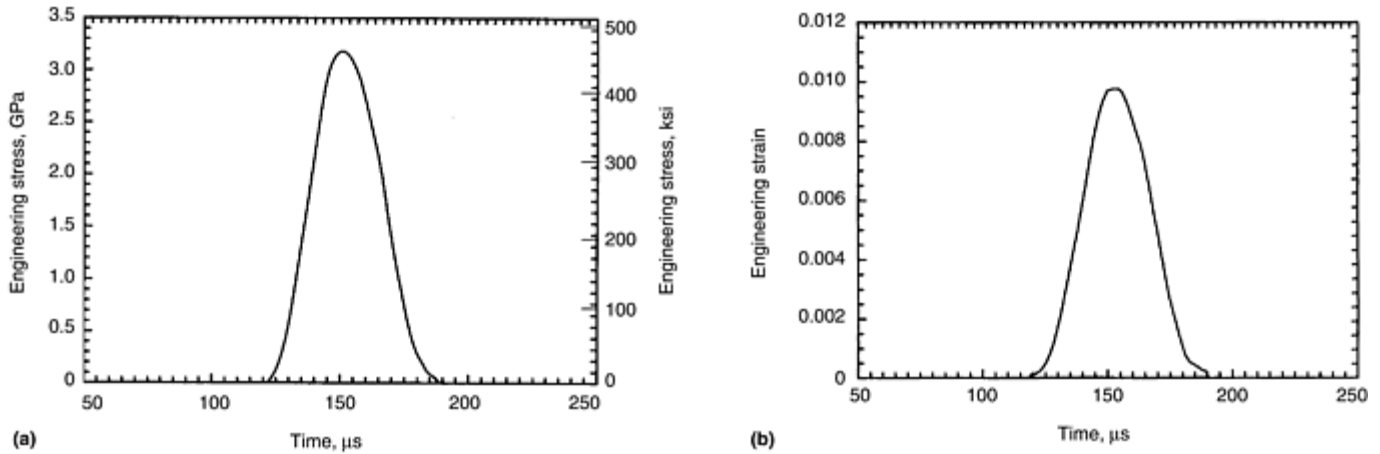 Engineering stress, GPa
3.5
3.0
2.5
2.0
1.5
1.0
0.5
0
500
400
300
200
100
0
Engineering stress, ksi
50 100 150 200 250
Time, μs
(a)
Engineering strain
0.012
0.010
0.008
0.006
0.004
0.002
0
50 100 150 200 250
Time, μs
(b)